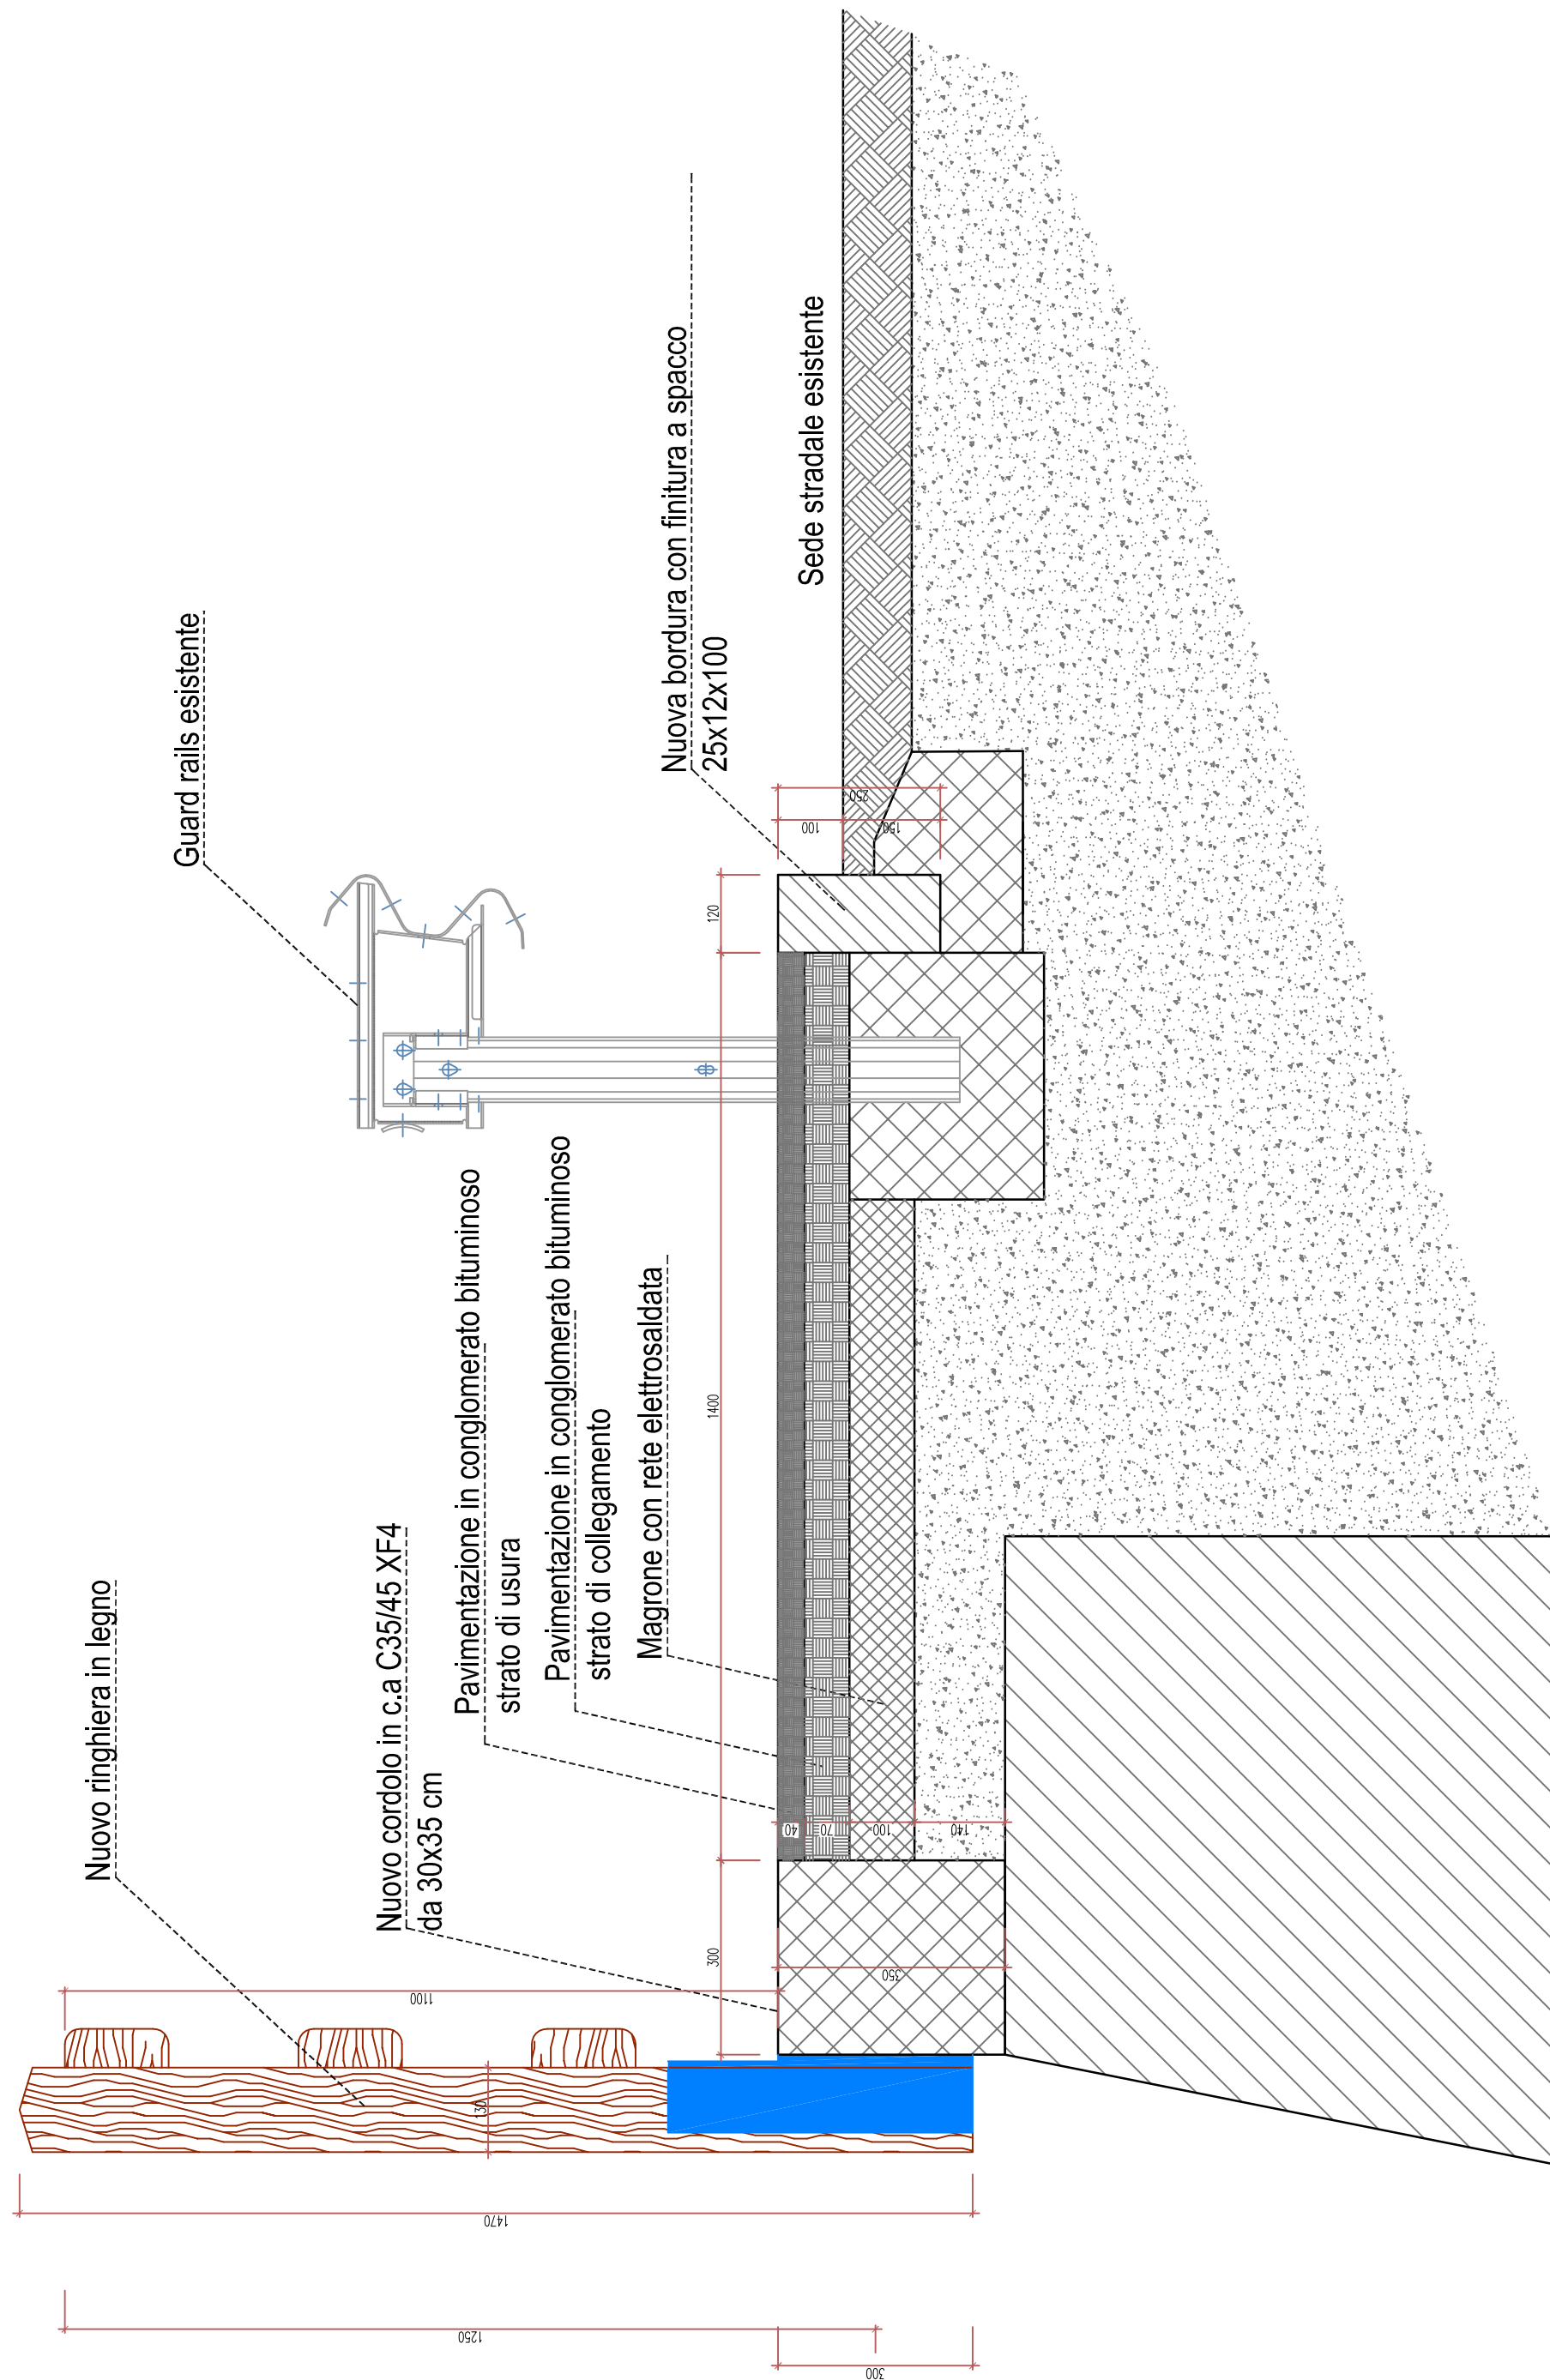 Nuovo ringhiera in legno
Guard rails esistente
Nuovo cordolo in c.a C35/45 XF4
da 30x35 cm
Pavimentazione in conglomerato bituminoso
strato di usura
Pavimentazione in conglomerato bituminoso
strato di collegamento
Magrone con rete elettrosaldata
Nuova bordura con finitura a spacco
25x12x100
Sede stradale esistente
1470
1250
300
1100
130
300
1400
120
350
40
70
100
140
100
150
250